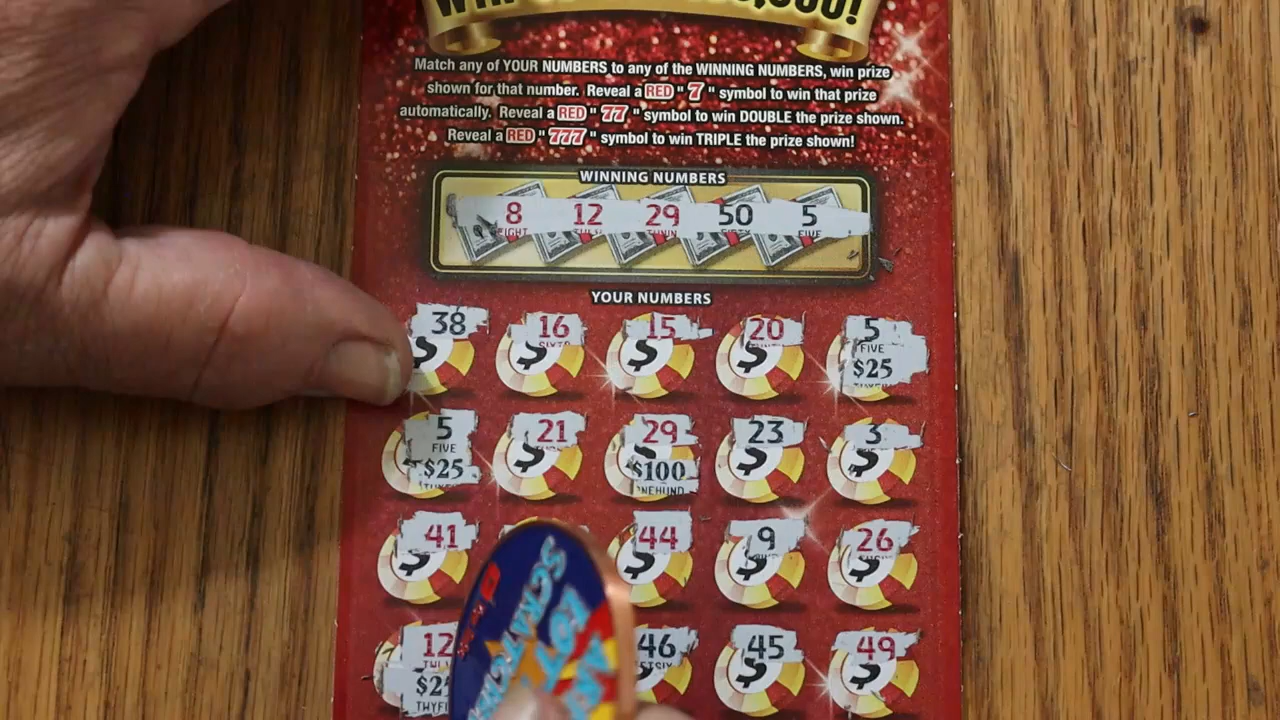 Match any of YOUR NUMBERS to any of the WINNING NUMBERS, win prize
shown for that number. Reveal a RED "7" symbol to win that prize
automatically. Reveal a RED "77" symbol to win DOUBLE the prize shown.
Reveal a RED "777" symbol to win TRIPLE the prize shown!
WINNING NUMBERS
8 12 29 50 5
YOUR NUMBERS
38 16 15 20 5
FIVE
$25
5 21 29 23 3
FIVE
$25 $100
41 44 9 26
12 46 45 49
SCRATCH